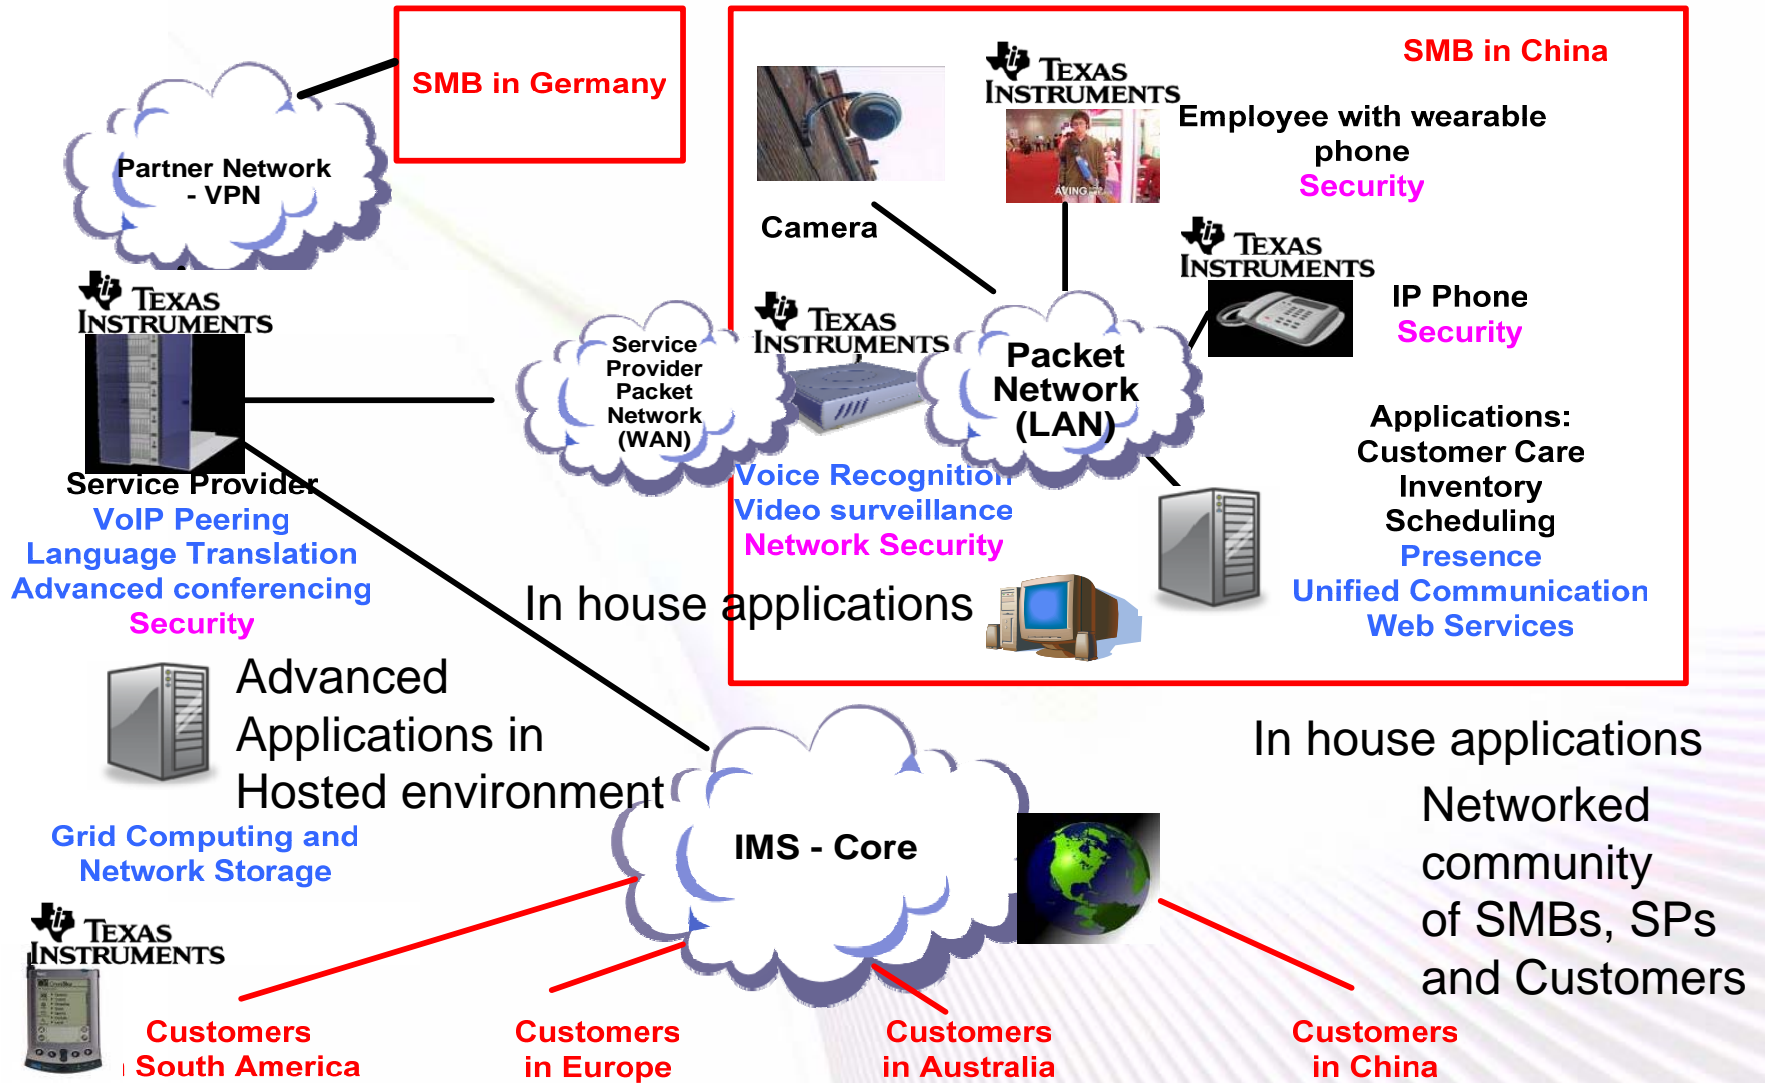 SMB in Germany
SMB in China
Partner Network
- VPN
TEXAS
INSTRUMENTS
Employee with wearable
phone
Security
AVING
Camera
TEXAS
INSTRUMENTS
IP Phone
Security
TEXAS
INSTRUMENTS
Service
Provider
Packet
Network
(WAN)
TEXAS
INSTRUMENTS
Packet
Network
(LAN)
Applications:
Customer Care
Inventory
Scheduling
Presence
Unified Communication
Web Services
Voice Recognition
Video surveillance
Network Security
In house applications
Service Provider
VoIP Peering
Language Translation
Advanced conferencing
Security
Advanced
Applications in
Hosted environment
Grid Computing and
Network Storage
IMS - Core
In house applications
Networked
community
of SMBs, SPs
and Customers
TEXAS
INSTRUMENTS
Customers
South America
Customers
in Europe
Customers
in Australia
Customers
in China